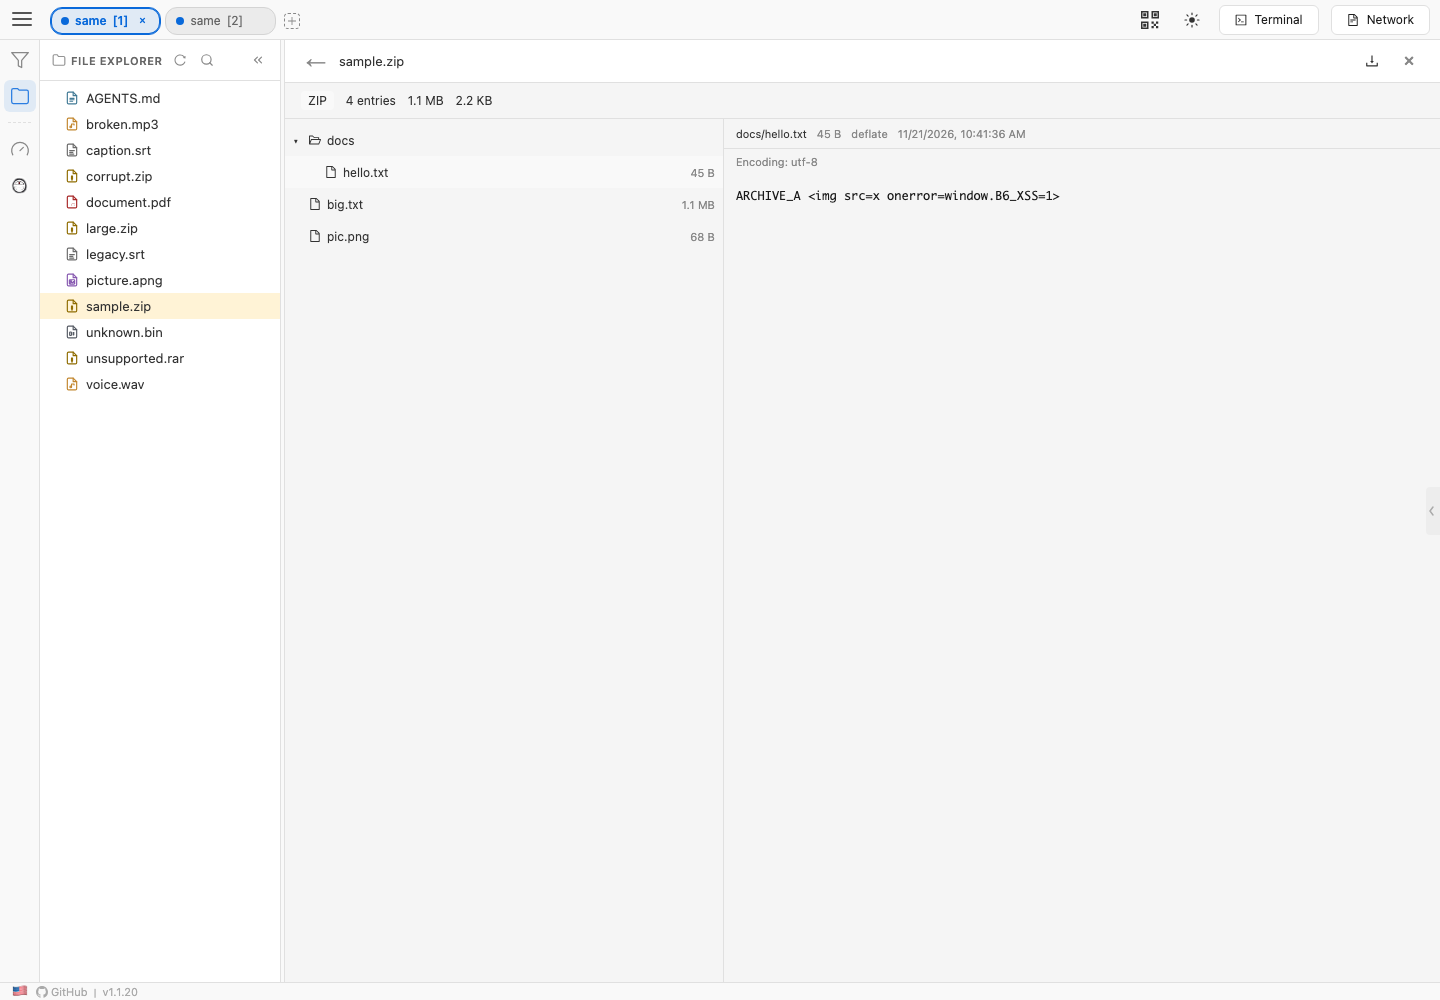 same [1] ×
same [2]
Terminal
Network
FILE EXPLORER
AGENTS.md
broken.mp3
caption.srt
corrupt.zip
document.pdf
large.zip
legacy.srt
picture.apng
sample.zip
unknown.bin
unsupported.rar
voice.wav
sample.zip
ZIP 4 entries 1.1 MB 2.2 KB
docs
hello.txt 45 B
big.txt 1.1 MB
pic.png 68 B
docs/hello.txt 45 B deflate 11/21/2026, 10:41:36 AM
Encoding: utf-8
ARCHIVE_A <img src=x onerror=window.B6_XSS=1>
GitHub | v1.1.20